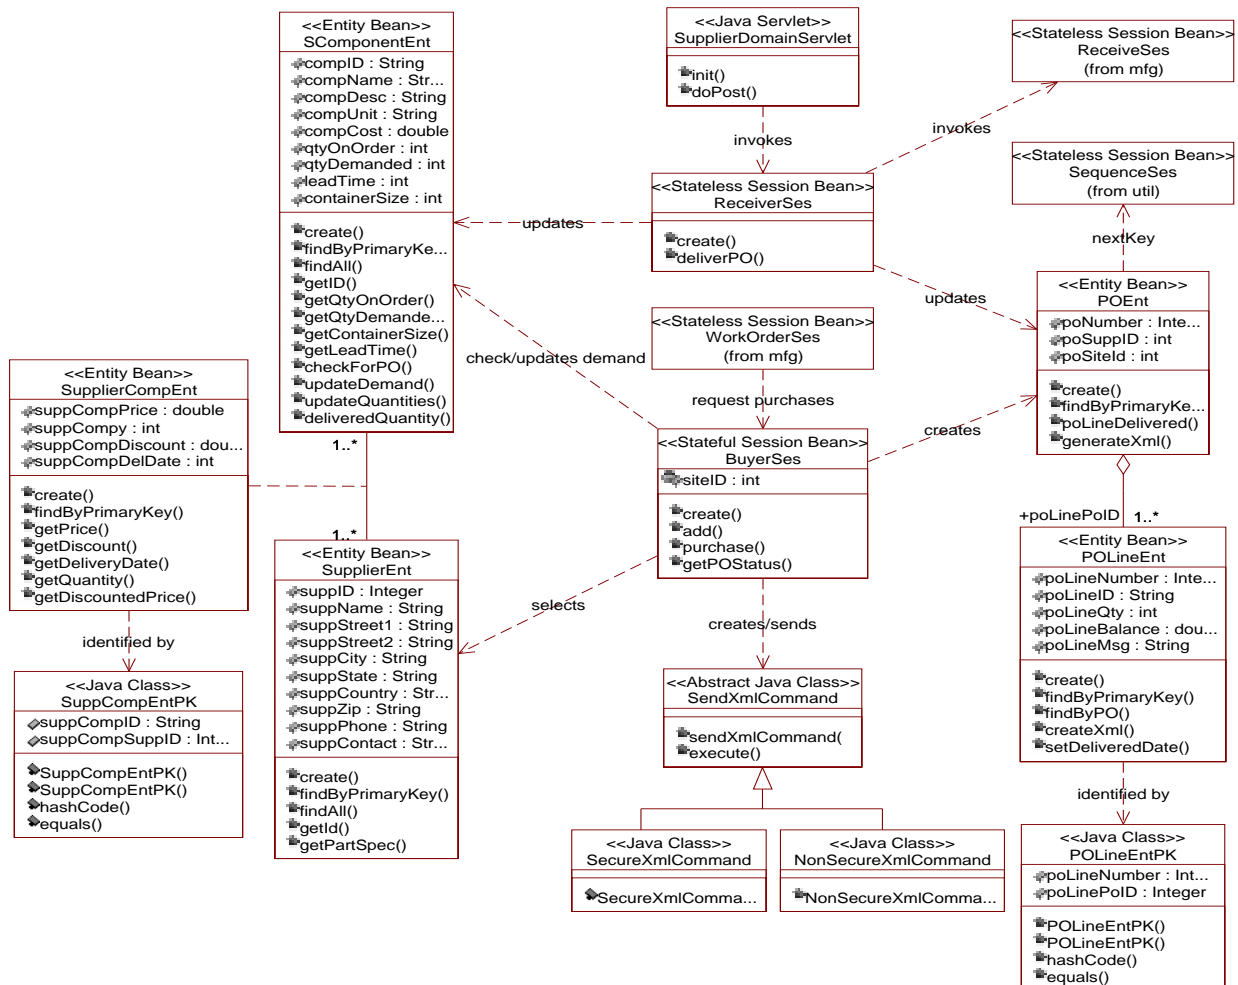 <<Entity Bean>>
SComponentEnt
compID : String
compName : Str...
compDesc : String
compUnit : String
compCost : double
qtyOnOrder : int
qtyDemanded : int
leadTime : int
containerSize : int
create()
findByPrimaryKe...
findAll()
getID()
getQtyOnOrder()
getQtyDemande...
getContainerSize()
getLeadTime()
checkForPO()
updateDemand()
updateQuantities()
deliveredQuantity()
<<Java Servlet>>
SupplierDomainServlet
init()
doPost()
invokes
<<Stateless Session Bean>>
ReceiveSes
(from mfg)
invokes
<<Stateless Session Bean>>
SequenceSes
(from util)
nextKey
<<Stateless Session Bean>>
ReceiverSes
create()
deliverPO()
updates
updates
<<Entity Bean>>
POEnt
poNumber : Inte...
poSuppID : int
poSiteId : int
create()
findByPrimaryKe...
poLineDelivered()
generateXml()
<<Stateless Session Bean>>
WorkOrderSes
(from mfg)
check/updates demand
request purchases
creates
<<Entity Bean>>
SupplierCompEnt
suppCompPrice : double
suppCompy : int
suppCompDiscount : dou...
suppCompDelDate : int
create()
findByPrimaryKey()
getPrice()
getDiscount()
getDeliveryDate()
getQuantity()
getDiscountedPrice()
1..*
1..*
<<Stateful Session Bean>>
BuyerSes
siteID : int
create()
add()
purchase()
getPOStatus()
+poLinePoID
1..*
<<Entity Bean>>
SupplierEnt
suppID : Integer
suppName : String
suppStreet1 : String
suppStreet2 : String
suppCity : String
suppState : String
suppCountry : Str...
suppZip : String
suppPhone : String
suppContact : Str...
create()
findByPrimaryKey()
findAll()
getId()
getPartSpec()
selects
creates/sends
<<Entity Bean>>
POLineEnt
poLineNumber : Inte...
poLineID : String
poLineQty : int
poLineBalance : dou...
poLineMsg : String
create()
findByPrimaryKey()
findByPO()
createXml()
setDeliveredDate()
identified by
<<Java Class>>
SuppCompEntPK
suppCompID : String
suppCompSuppID : Int...
SuppCompEntPK()
SuppCompEntPK()
hashCode()
equals()
<<Abstract Java Class>>
SendXmlCommand
sendXmlCommand(
execute()
identified by
<<Java Class>>
SecureXmlCommand
SecureXmlComma...
<<Java Class>>
NonSecureXmlCommand
NonSecureXmlComma...
<<Java Class>>
POLineEntPK
poLineNumber : Int...
poLinePoID : Integer
POLineEntPK()
POLineEntPK()
hashCode()
equals()